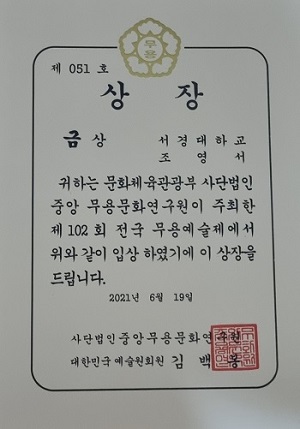 무용
제 051 호
상 장
금 상 서경대학교
조영서
귀하는 문화체육관광부 사단법인
중앙 무용문화연구원이 주최한
제 102 회 전국 무용예술제에서
위와 같이 입상 하였기에 이 상장을
드립니다.
2021년 6월 19일
사단법인중앙무용문화연구원
대한민국 예술원회원 김 백 봉